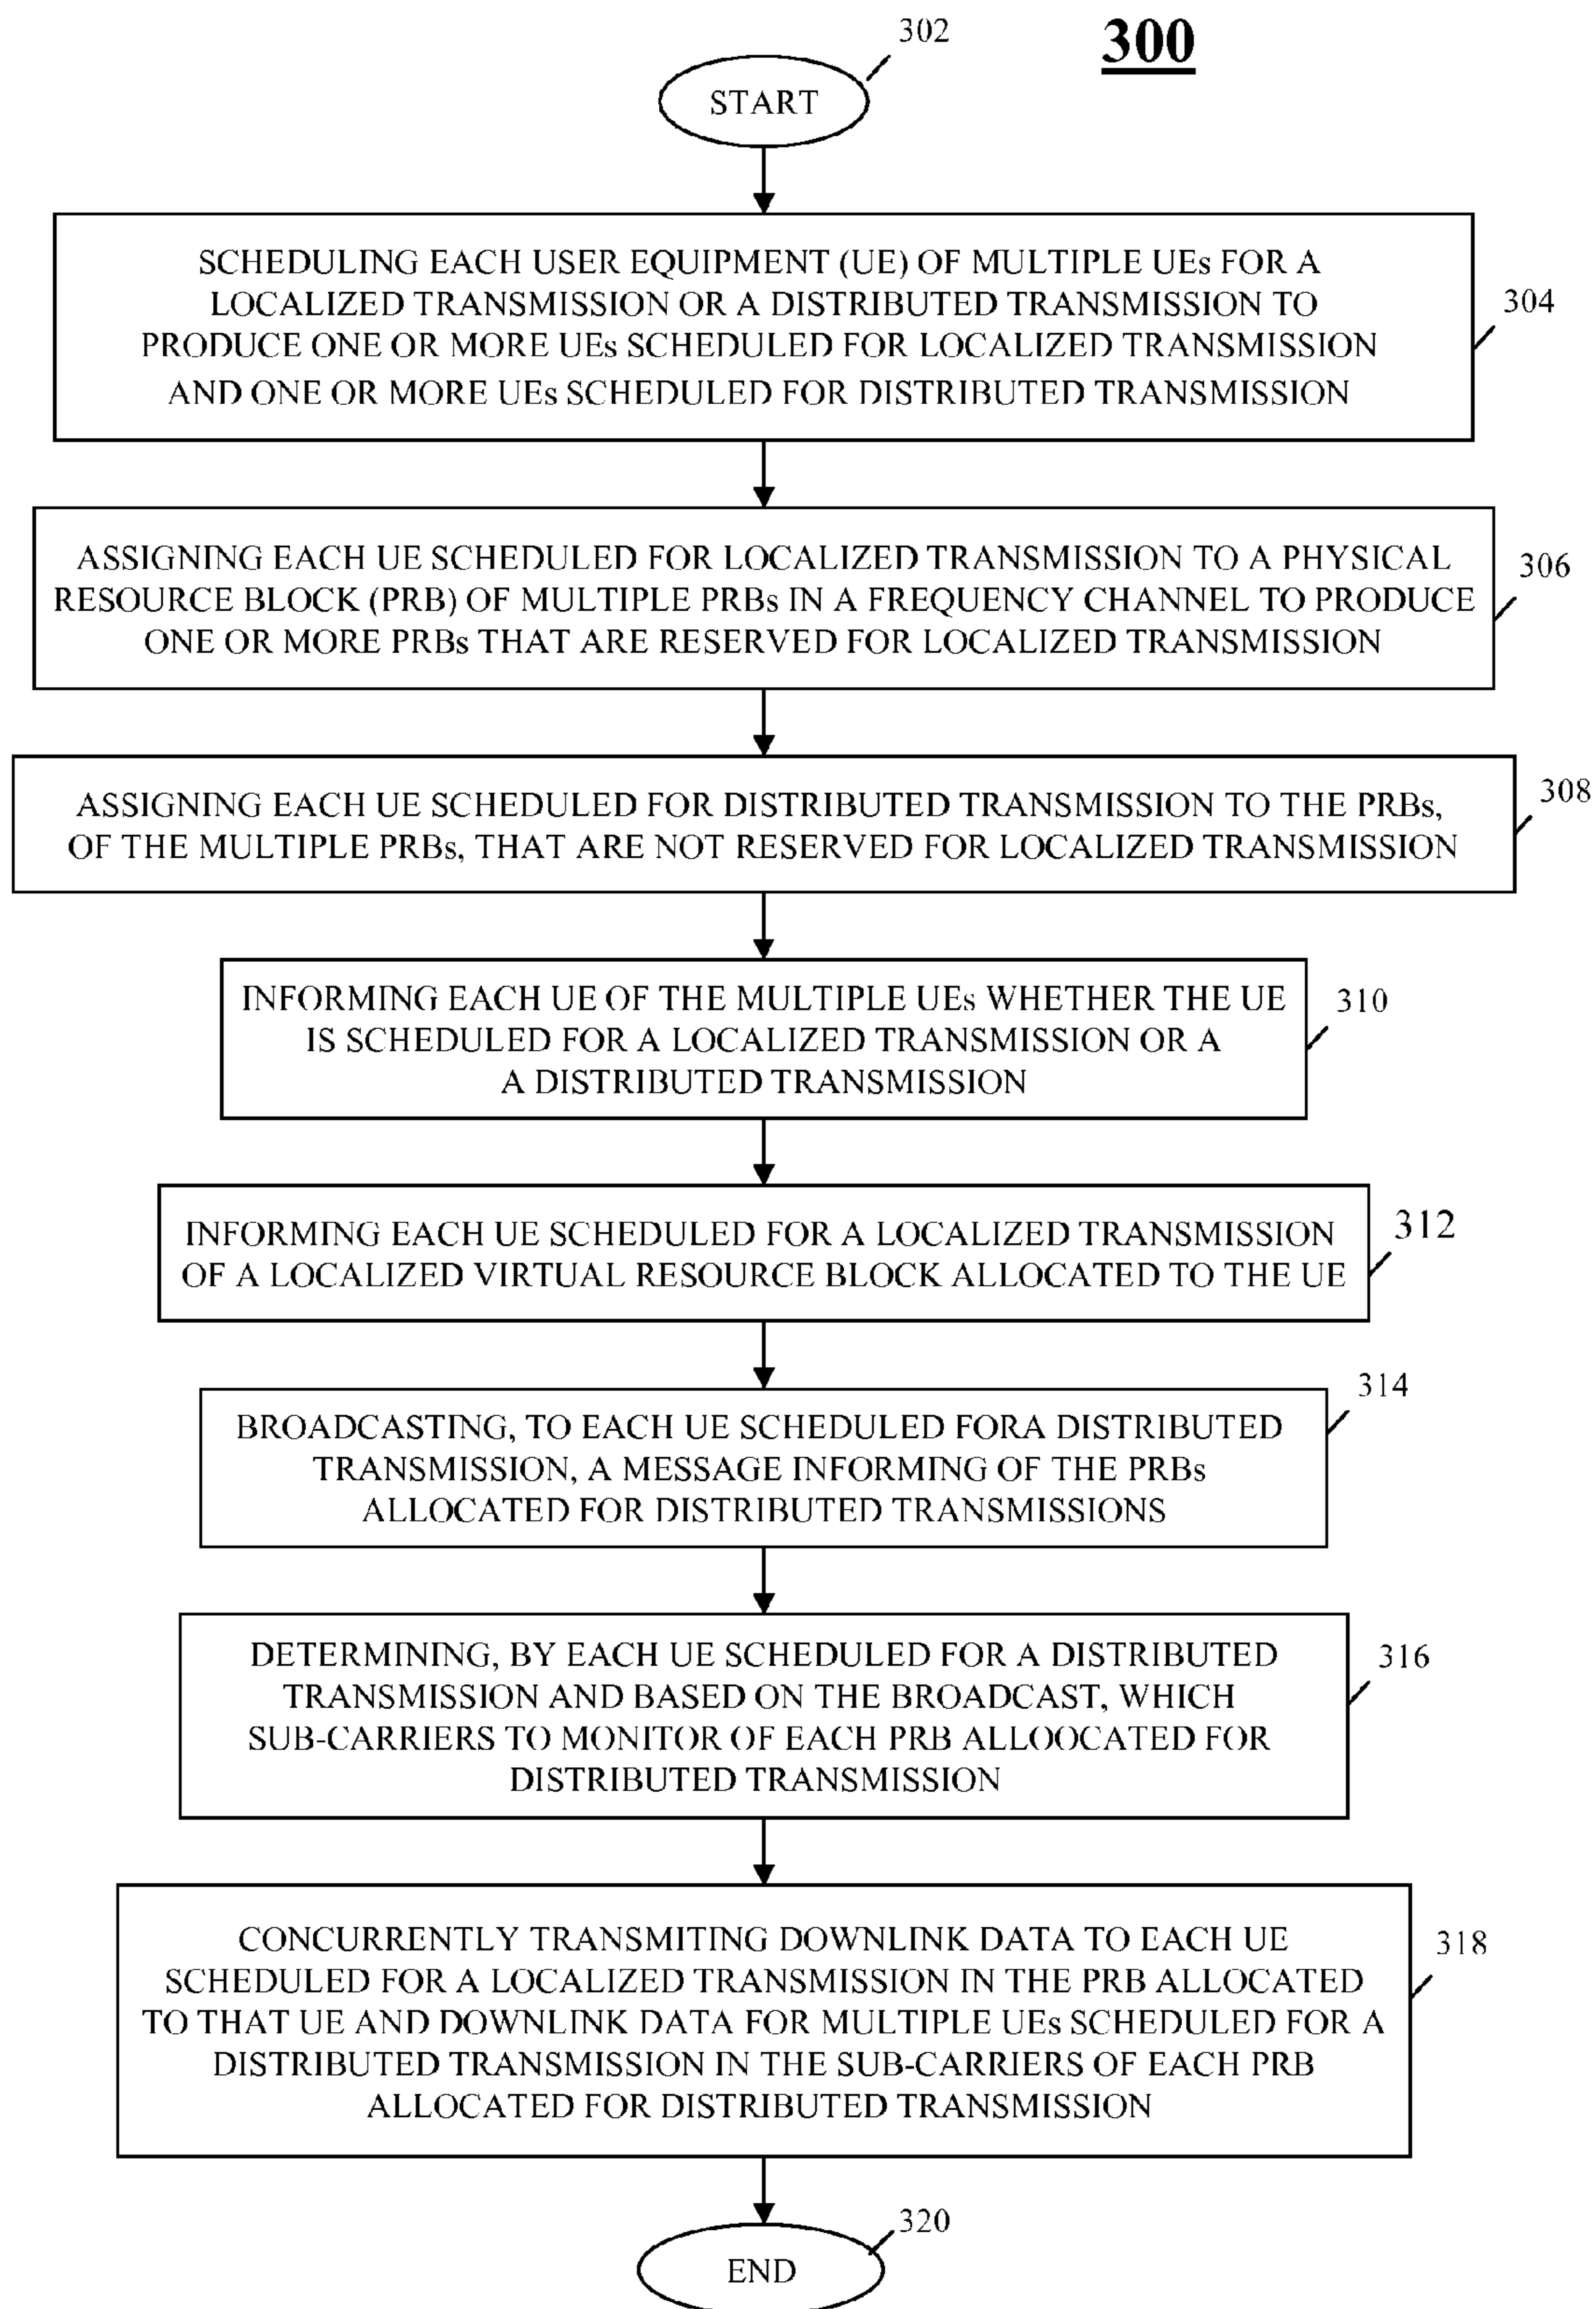 302
300
START
SCHEDULING EACH USER EQUIPMENT (UE) OF MULTIPLE UEs FOR A
LOCALIZED TRANSMISSION OR A DISTRIBUTED TRANSMISSION TO
PRODUCE ONE OR MORE UEs SCHEDULED FOR LOCALIZED TRANSMISSION
AND ONE OR MORE UEs SCHEDULED FOR DISTRIBUTED TRANSMISSION
304
ASSIGNING EACH UE SCHEDULED FOR LOCALIZED TRANSMISSION TO A PHYSICAL
RESOURCE BLOCK (PRB) OF MULTIPLE PRBs IN A FREQUENCY CHANNEL TO PRODUCE
ONE OR MORE PRBs THAT ARE RESERVED FOR LOCALIZED TRANSMISSION
306
ASSIGNING EACH UE SCHEDULED FOR DISTRIBUTED TRANSMISSION TO THE PRBs,
OF THE MULTIPLE PRBs, THAT ARE NOT RESERVED FOR LOCALIZED TRANSMISSION
308
INFORMING EACH UE OF THE MULTIPLE UEs WHETHER THE UE
IS SCHEDULED FOR A LOCALIZED TRANSMISSION OR A
A DISTRIBUTED TRANSMISSION
310
INFORMING EACH UE SCHEDULED FOR A LOCALIZED TRANSMISSION
OF A LOCALIZED VIRTUAL RESOURCE BLOCK ALLOCATED TO THE UE
312
BROADCASTING, TO EACH UE SCHEDULED FORA DISTRIBUTED
TRANSMISSION, A MESSAGE INFORMING OF THE PRBs
ALLOCATED FOR DISTRIBUTED TRANSMISSIONS
314
DETERMINING, BY EACH UE SCHEDULED FOR A DISTRIBUTED
TRANSMISSION AND BASED ON THE BROADCAST, WHICH
SUB-CARRIERS TO MONITOR OF EACH PRB ALLOOCATED FOR
DISTRIBUTED TRANSMISSION
316
CONCURRENTLY TRANSMITING DOWNLINK DATA TO EACH UE
SCHEDULED FOR A LOCALIZED TRANSMISSION IN THE PRB ALLOCATED
TO THAT UE AND DOWNLINK DATA FOR MULTIPLE UEs SCHEDULED FOR A
DISTRIBUTED TRANSMISSION IN THE SUB-CARRIERS OF EACH PRB
ALLOCATED FOR DISTRIBUTED TRANSMISSION
318
320
END